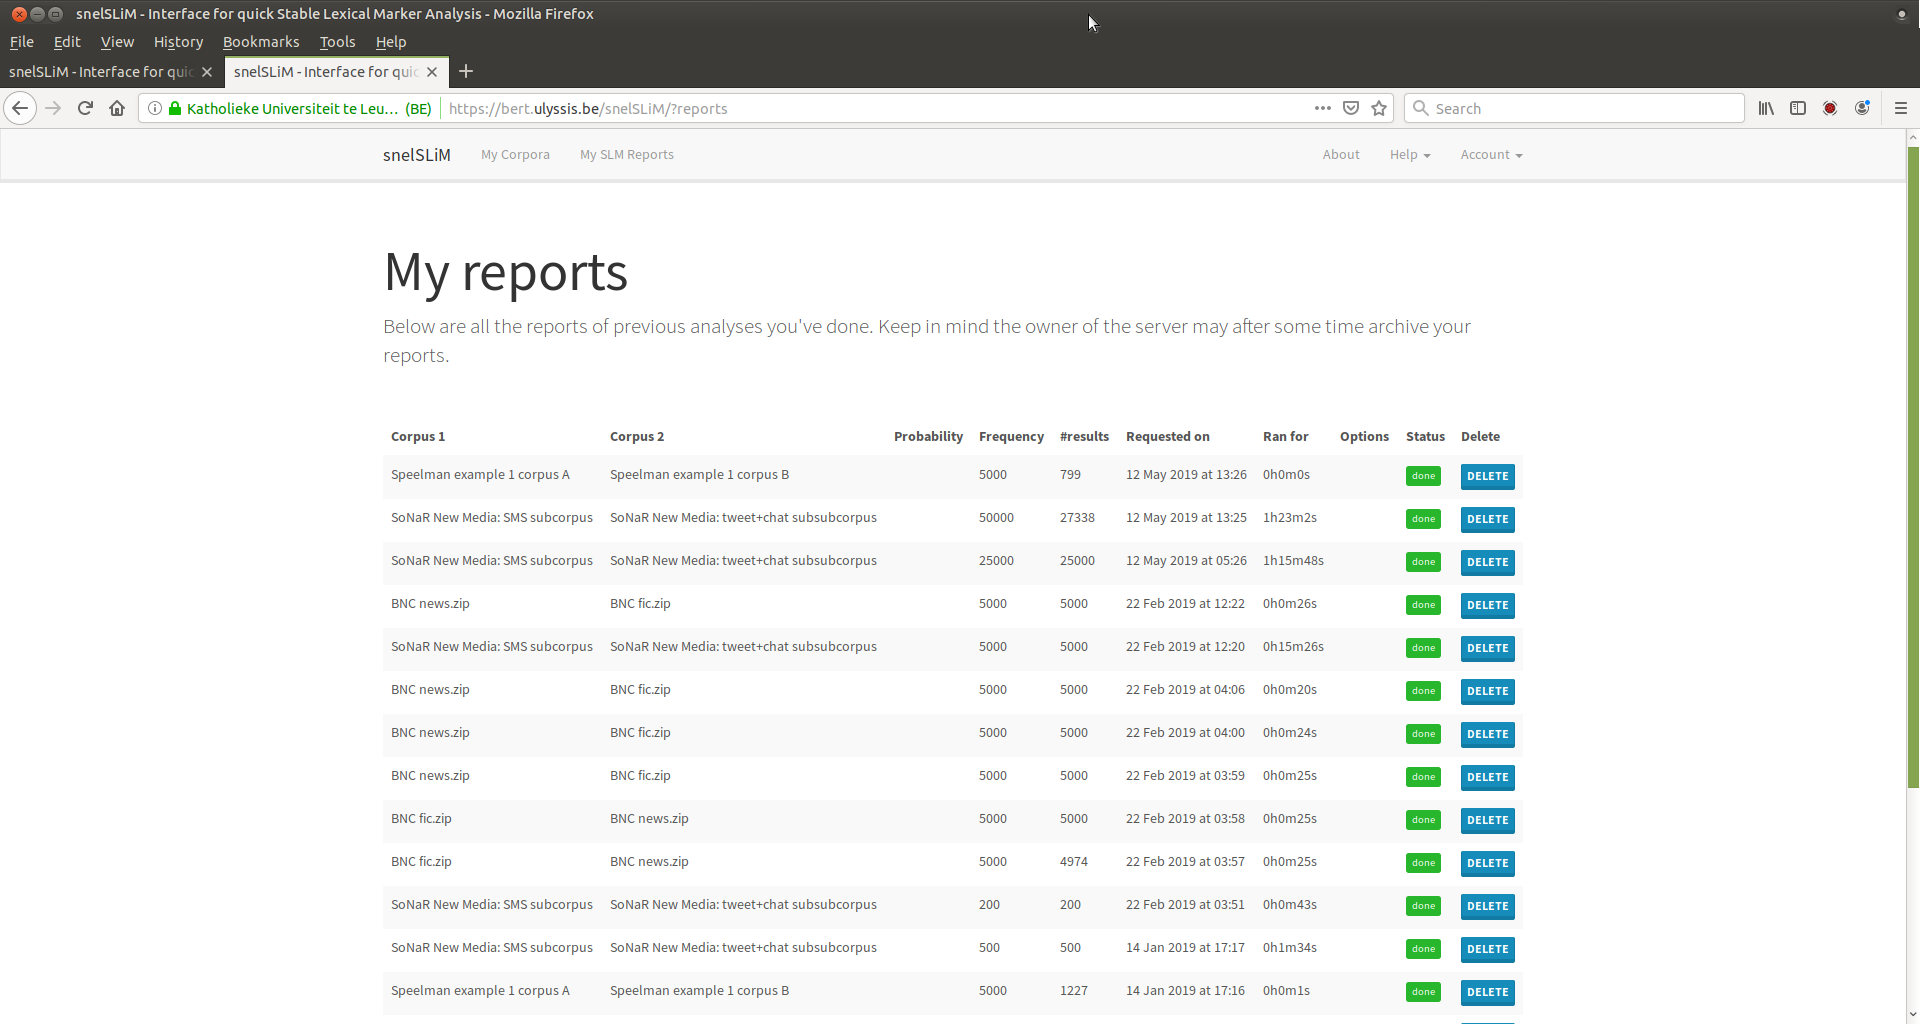 snelSLiM - Interface for quick Stable Lexical Marker Analysis - Mozilla Firefox
File Edit View History Bookmarks Tools Help
snelSLiM - Interface for quic snelSLiM - Interface for quic
Katholieke Universiteit te Leu... (BE) https://bert.ulyssis.be/snelSLiM/?reports Search
snelSLiM My Corpora My SLM Reports About Help Account
My reports
Below are all the reports of previous analyses you've done. Keep in mind the owner of the server may after some time archive your
reports.
Corpus 1 Corpus 2 Probability Frequency #results Requested on Ran for Options Status Delete
Speelman example 1 corpus A Speelman example 1 corpus B 5000 799 12 May 2019 at 13:26 0h0m0s done DELETE
SoNaR New Media: SMS subcorpus SoNaR New Media: tweet+chat subsubcorpus 50000 27338 12 May 2019 at 13:25 1h23m2s done DELETE
SoNaR New Media: SMS subcorpus SoNaR New Media: tweet+chat subsubcorpus 25000 25000 12 May 2019 at 05:26 1h15m48s done DELETE
BNC news.zip BNC fic.zip 5000 5000 22 Feb 2019 at 12:22 0h0m26s done DELETE
SoNaR New Media: SMS subcorpus SoNaR New Media: tweet+chat subsubcorpus 5000 5000 22 Feb 2019 at 12:20 0h15m26s done DELETE
BNC news.zip BNC fic.zip 5000 5000 22 Feb 2019 at 04:06 0h0m20s done DELETE
BNC news.zip BNC fic.zip 5000 5000 22 Feb 2019 at 04:00 0h0m24s done DELETE
BNC news.zip BNC fic.zip 5000 5000 22 Feb 2019 at 03:59 0h0m25s done DELETE
BNC fic.zip BNC news.zip 5000 5000 22 Feb 2019 at 03:58 0h0m25s done DELETE
BNC fic.zip BNC news.zip 5000 4974 22 Feb 2019 at 03:57 0h0m25s done DELETE
SoNaR New Media: SMS subcorpus SoNaR New Media: tweet+chat subsubcorpus 200 200 22 Feb 2019 at 03:51 0h0m43s done DELETE
SoNaR New Media: SMS subcorpus SoNaR New Media: tweet+chat subsubcorpus 500 500 14 Jan 2019 at 17:17 0h1m34s done DELETE
Speelman example 1 corpus A Speelman example 1 corpus B 5000 1227 14 Jan 2019 at 17:16 0h0m1s done DELETE